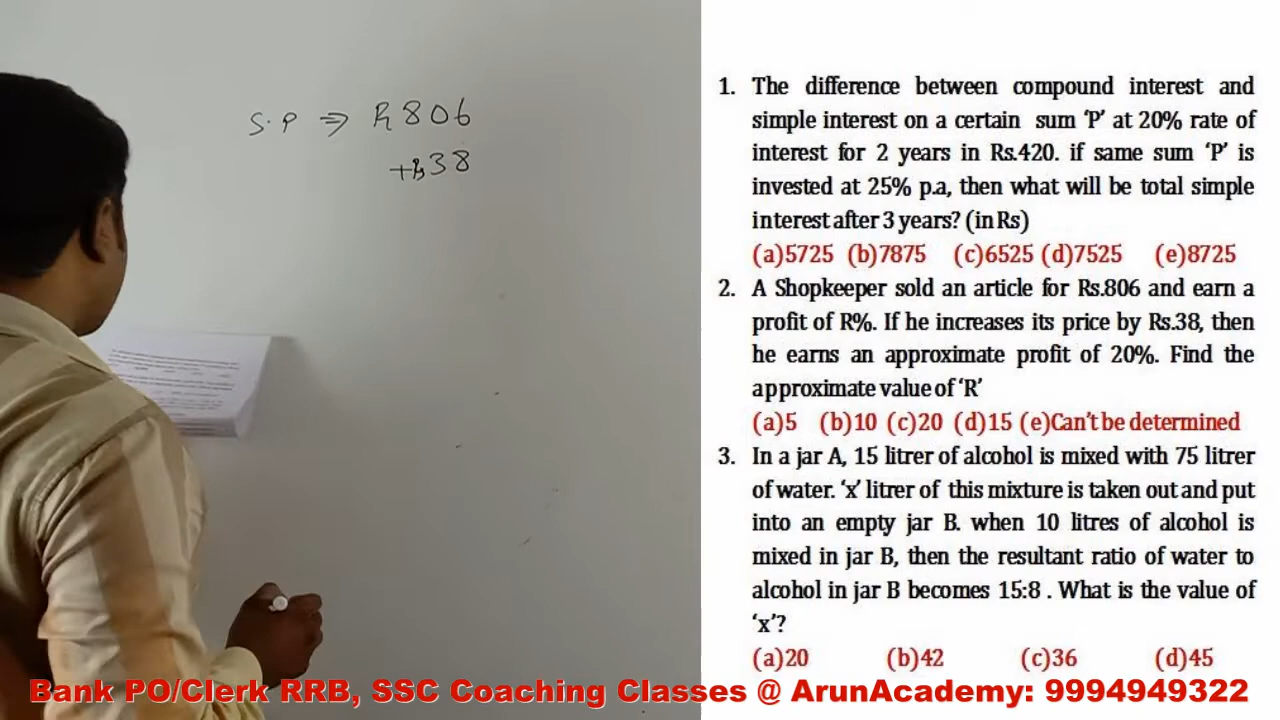 S.P ⇒ ₨ 806
+₨ 38
1. The difference between compound interest and
simple interest on a certain sum ‘P’ at 20% rate of
interest for 2 years in Rs.420. if same sum ‘P’ is
invested at 25% p.a, then what will be total simple
interest after 3 years? (in Rs)
(a)5725 (b)7875 (c)6525 (d)7525 (e)8725
2. A Shopkeeper sold an article for Rs.806 and earn a
profit of R%. If he increases its price by Rs.38, then
he earns an approximate profit of 20%. Find the
approximate value of ‘R’
(a)5 (b)10 (c)20 (d)15 (e)Can’t be determined
3. In a jar A, 15 litrer of alcohol is mixed with 75 litrer
of water. ‘x’ litrer of this mixture is taken out and put
into an empty jar B. when 10 litres of alcohol is
mixed in jar B, then the resultant ratio of water to
alcohol in jar B becomes 15:8 . What is the value of
‘x’?
(a)20 (b)42 (c)36 (d)45
Bank PO/Clerk RRB, SSC Coaching Classes @ ArunAcademy: 9994949322